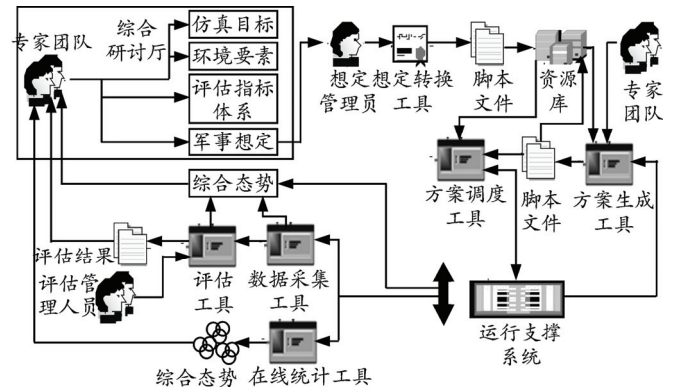 专家团队
综合
研讨厅
仿真目标
环境要素
评估指标
体系
军事想定
想定
管理员
想定转换
工具
脚本
文件
资源
库
专家
团队
方案调度
工具
脚本
文件
方案生成
工具
综合态势
评估结果
评估管
理人员
评估
工具
数据采集
工具
运行支撑
系统
综合态势
在线统计工具